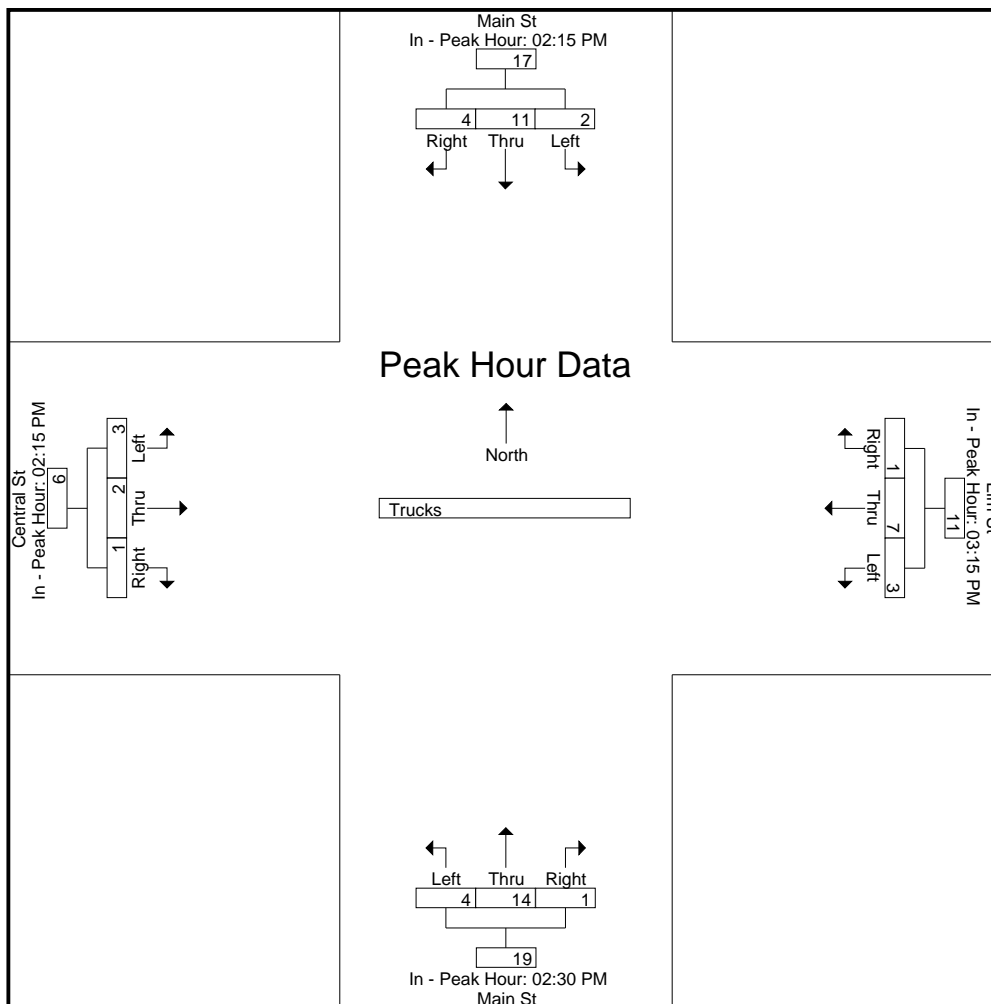 Main St
In - Peak Hour: 02:15 PM
17
4 11 2
Right Thru Left
Peak Hour Data
North
Trucks
Central St
In - Peak Hour: 02:15 PM
6
3 2 1
Left Thru Right
Right Thru Left
1 7 3
11
In - Peak Hour: 03:15 PM
Elm St
Left Thru Right
4 14 1
19
In - Peak Hour: 02:30 PM
Main St